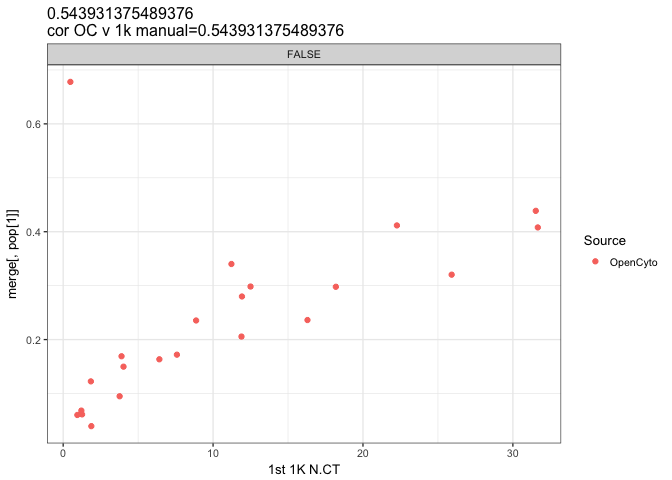 0.543931375489376
cor OC v 1k manual=0.543931375489376
FALSE
0.6
0.4
0.2
merge[, pop[1]]
0
10
20
30
1st 1K N.CT
Source
OpenCyto